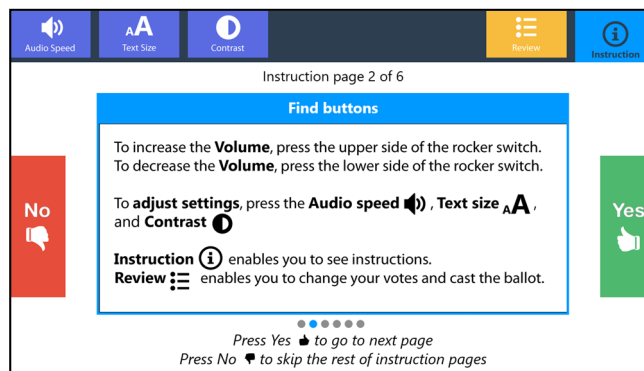 Audio Speed
AA
Text Size
Contrast
Review
i
Instruction
Instruction page 2 of 6
Find buttons
To increase the Volume, press the upper side of the rocker switch.
To decrease the Volume, press the lower side of the rocker switch.
To adjust settings, press the Audio speed , Text size AA ,
and Contrast
Instruction i enables you to see instructions.
Review enables you to change your votes and cast the ballot.
No
Yes
Press Yes to go to next page
Press No to skip the rest of instruction pages